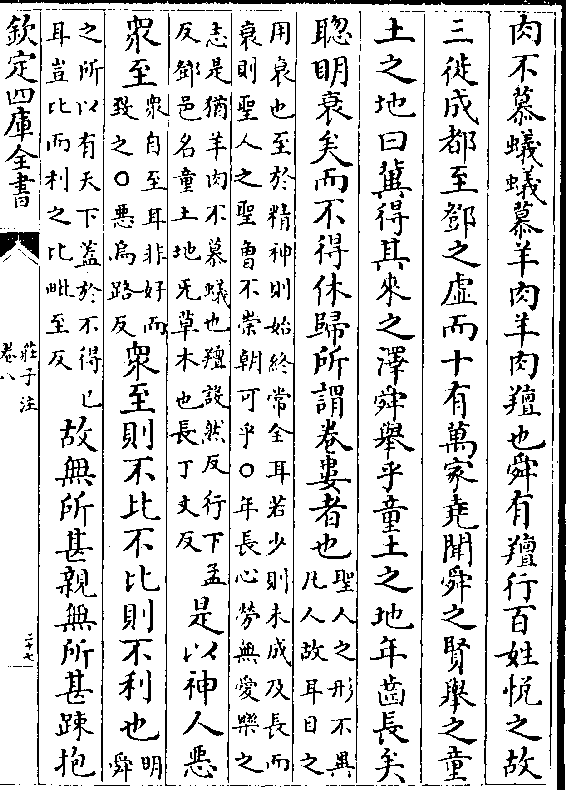 肉不慕蟻蟻慕羊肉羊肉羶也舜有羶行百姓悅之故
三徙成都至鄧之虛而十有萬家堯聞舜之賢舉之童
土之地曰冀得其來之澤舜舉乎童土之地年齒長矣
聰明衰矣而不得休歸所謂卷婁者也
聖人之形不異
凡人故耳目之
用衰也至於精神則始終常全耳若少則未成及長而
衰則聖人之聖曾不崇朝可乎○年長心勞無愛樂之
志是猶羊肉不慕蟻也羶設然反行下孟
反鄧邑名童土地旡草木也長丁丈反
是以神人惡
衆至
衆自至耳非好而
致之○惡烏路反
衆至則不比不比則不利也
明
舜
之所以有天下蓋於不得已
耳豈比而利之比毗至反
故無所甚親無所甚踈抱
欽定四庫全書
莊子注
卷八
三十七